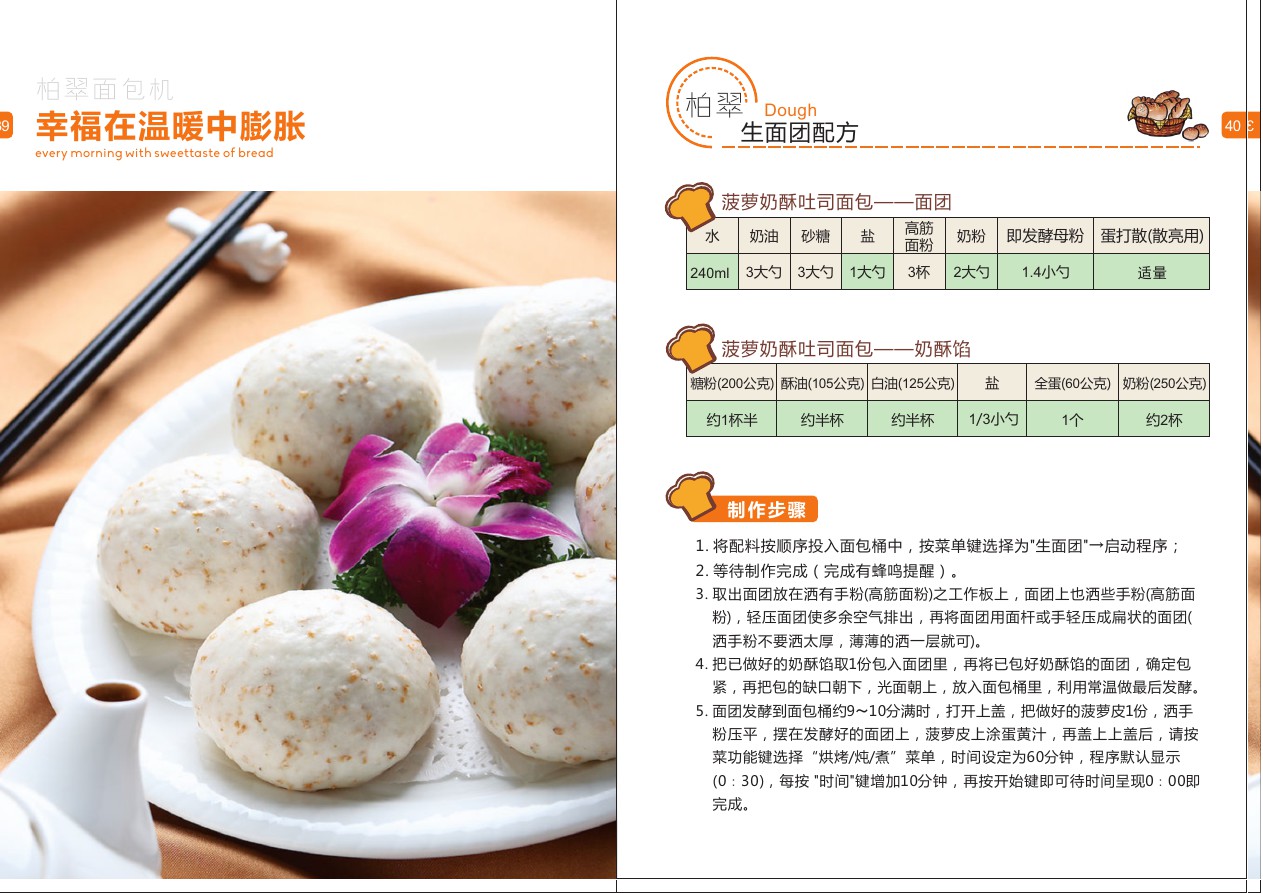 柏翠面包机
39
幸福在温暖中膨胀
every morning with sweettaste of bread
柏翠
Dough
生面团配方
40
菠萝奶酥吐司面包——面团
水 奶油 砂糖 盐 高筋面粉 奶粉 即发酵母粉 蛋打散(散亮用)
240ml 3大勺 3大勺 1大勺 3杯 2大勺 1.4小勺 适量
菠萝奶酥吐司面包——奶酥馅
糖粉(200公克) 酥油(105公克) 白油(125公克) 盐 全蛋(60公克) 奶粉(250公克)
约1杯半 约半杯 约半杯 1/3小勺 1个 约2杯
制作步骤
1. 将配料按顺序投入面包桶中，按菜单键选择为"生面团"→启动程序；
2. 等待制作完成（完成有蜂鸣提醒）。
3. 取出面团放在洒有手粉(高筋面粉)之工作板上，面团上也洒些手粉(高筋面
粉)，轻压面团使多余空气排出，再将面团用面杆或手轻压成扁状的面团(
洒手粉不要洒太厚，薄薄的洒一层就可)。
4. 把已做好的奶酥馅取1份包入面团里，再将已包好奶酥馅的面团，确定包
紧，再把包的缺口朝下，光面朝上，放入面包桶里，利用常温做最后发酵。
5. 面团发酵到面包桶约9～10分满时，打开上盖，把做好的菠萝皮1份，洒手
粉压平，摆在发酵好的面团上，菠萝皮上涂蛋黄汁，再盖上上盖后，请按
菜功能键选择“烘烤/炖/煮”菜单，时间设定为60分钟，程序默认显示
(0：30)，每按 "时间"键增加10分钟，再按开始键即可待时间呈现0：00即
完成。